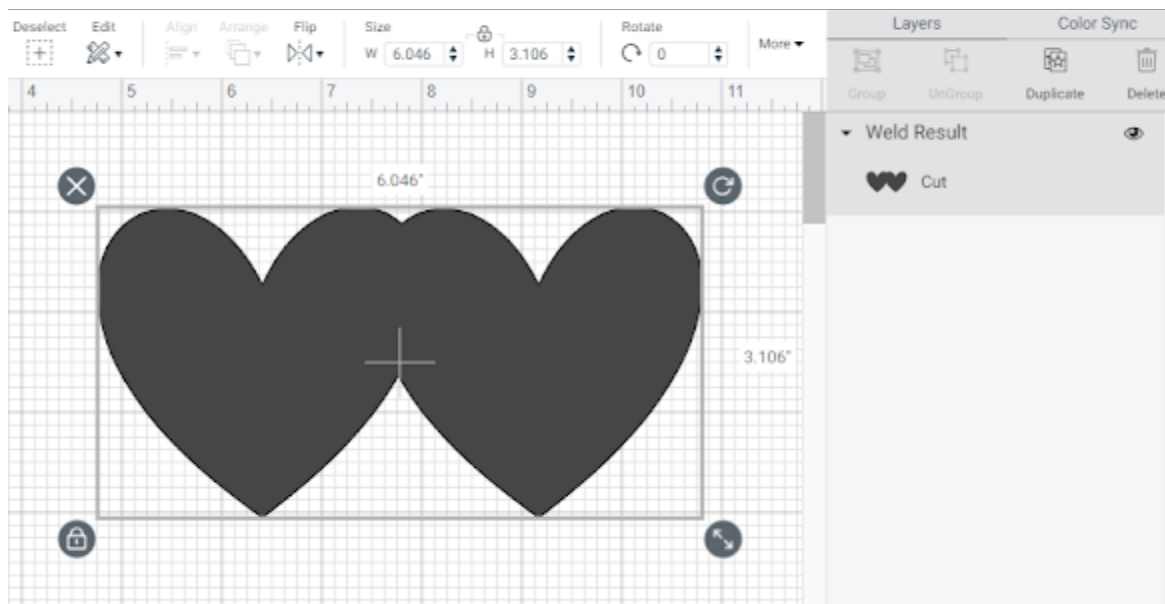 Deselect Edit Align Arrange Flip Size Rotate
W 6.046 H 3.106 0 More
4 5 6 7 8 9 10 11
6.046"
3.106"
Layers Color Sync
Group UnGroup Duplicate Delete
Weld Result
Cut